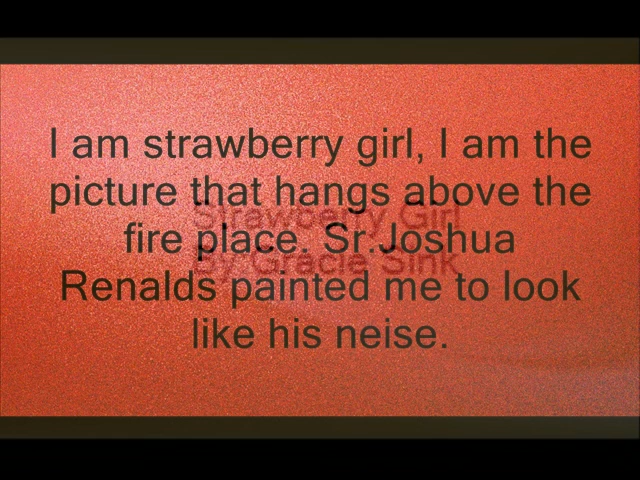 I am strawberry girl, I am the
picture that hangs above the
Strawberry Girl
fire place. Sr.Joshua
By:Gracie Sink
Renalds painted me to look
like his neise.